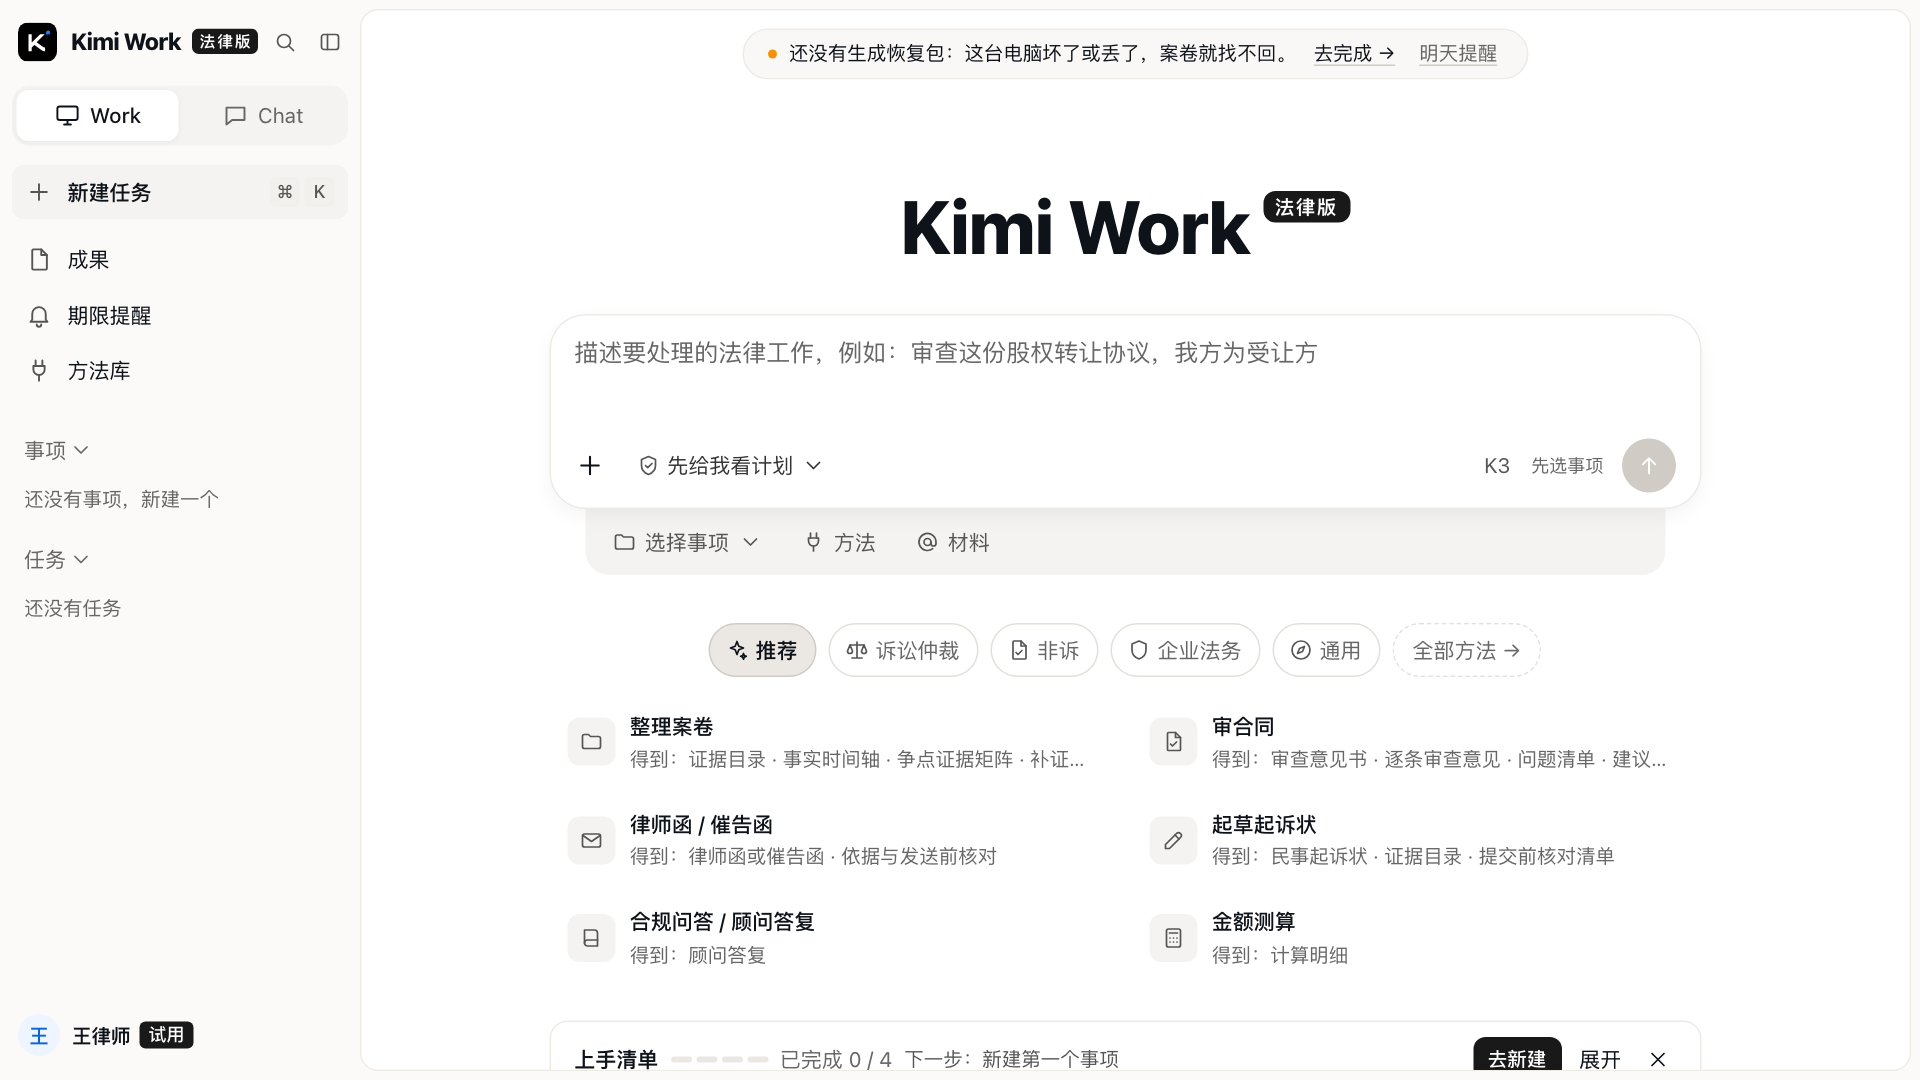 Kimi Work 法律版
Work
Chat
新建任务 ⌘ K
成果
期限提醒
方法库
事项
还没有事项，新建一个
任务
还没有任务
王 王律师 试用
还没有生成恢复包：这台电脑坏了或丢了，案卷就找不回。 去完成 → 明天提醒
Kimi Work 法律版
描述要处理的法律工作，例如：审查这份股权转让协议，我方为受让方
先给我看计划
K3 先选事项
选择事项 方法 材料
推荐 诉讼仲裁 非诉 企业法务 通用 全部方法 →
整理案卷
得到：证据目录 · 事实时间轴 · 争点证据矩阵 · 补证…
审合同
得到：审查意见书 · 逐条审查意见 · 问题清单 · 建议…
律师函 / 催告函
得到：律师函或催告函 · 依据与发送前核对
起草起诉状
得到：民事起诉状 · 证据目录 · 提交前核对清单
合规问答 / 顾问答复
得到：顾问答复
金额测算
得到：计算明细
上手清单 已完成 0 / 4 下一步：新建第一个事项 去新建 展开